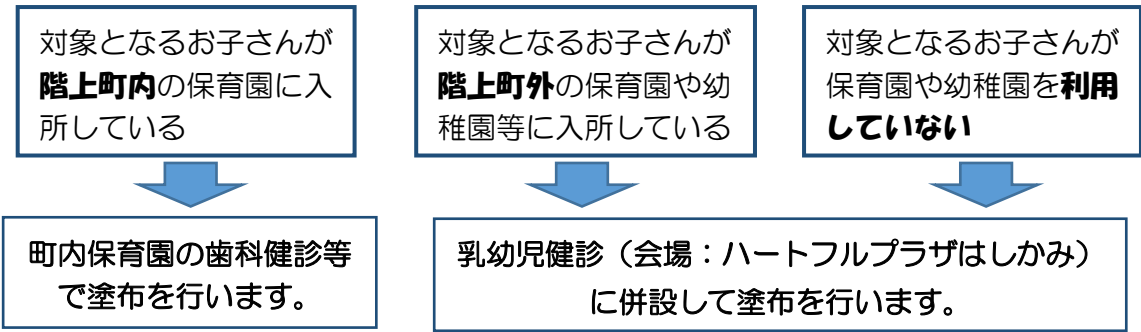 対象となるお子さんが
階上町内の保育園に入
所している
対象となるお子さんが
階上町外の保育園や幼
稚園等に入所している
対象となるお子さんが
保育園や幼稚園を利用
していない
町内保育園の歯科健診等
で塗布を行います。
乳幼児健診（会場：ハートフルプラザはしかみ）
に併設して塗布を行います。